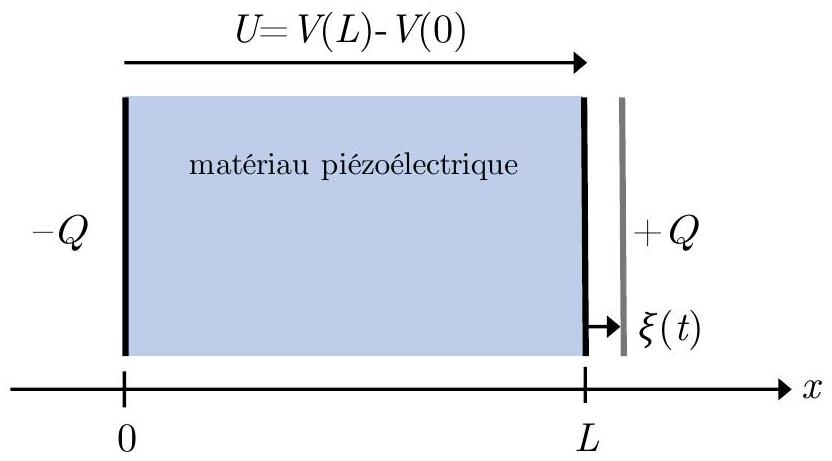 U=V(L)-V(0)
matériau piézoélectrique
−Q
+Q
ξ(t)
x
0
L